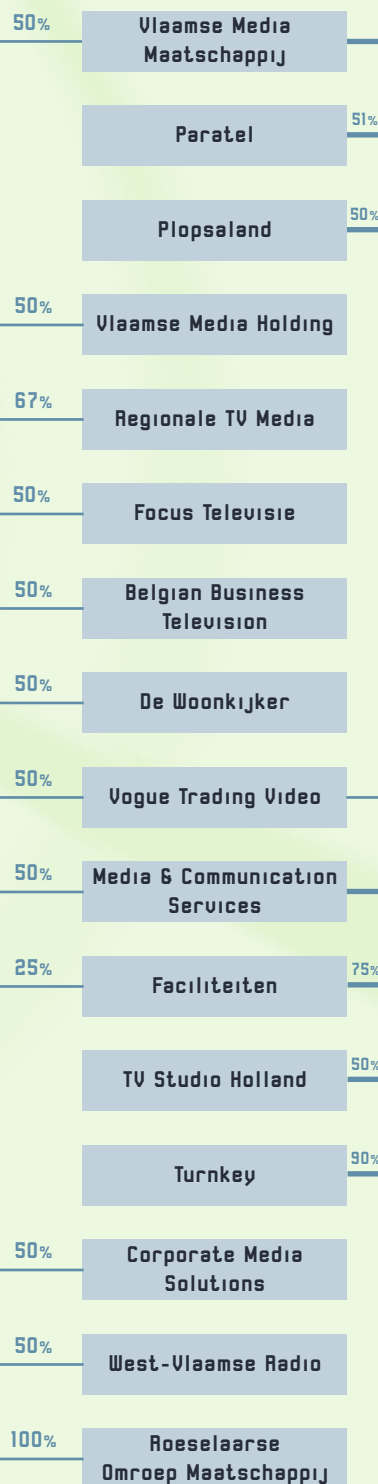 50%
Vlaamse Media
Maatschappij
Paratel
51%
Plopsaland
50%
50%
Vlaamse Media Holding
67%
Regionale TV Media
50%
Focus Televisie
50%
Belgian Business
Television
50%
De Woonkijker
50%
Vogue Trading Video
50%
Media & Communication
Services
25%
Faciliteiten
75%
TV Studio Holland
50%
Turnkey
90%
50%
Corporate Media
Solutions
50%
West-Vlaamse Radio
100%
Roeselaarse
Omroep Maatschappij